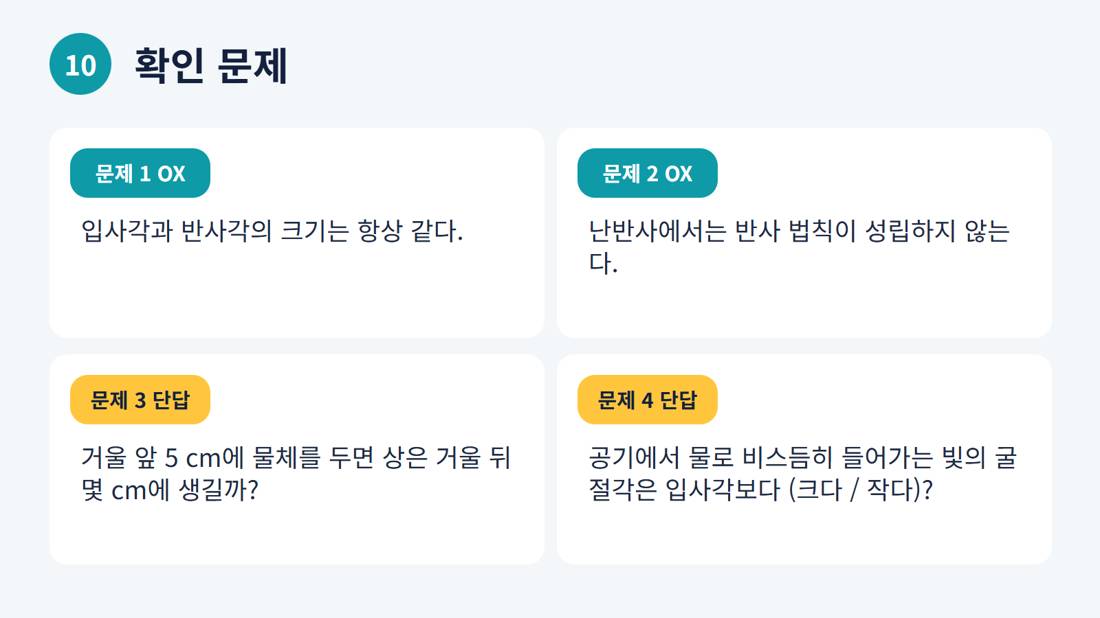 10
확인 문제
문제 1 OX
입사각과 반사각의 크기는 항상 같다.
문제 2 OX
난반사에서는 반사 법칙이 성립하지 않는
다.
문제 3 단답
거울 앞 5 cm에 물체를 두면 상은 거울 뒤
몇 cm에 생길까?
문제 4 단답
공기에서 물로 비스듬히 들어가는 빛의 굴
절각은 입사각보다 (크다 / 작다)?